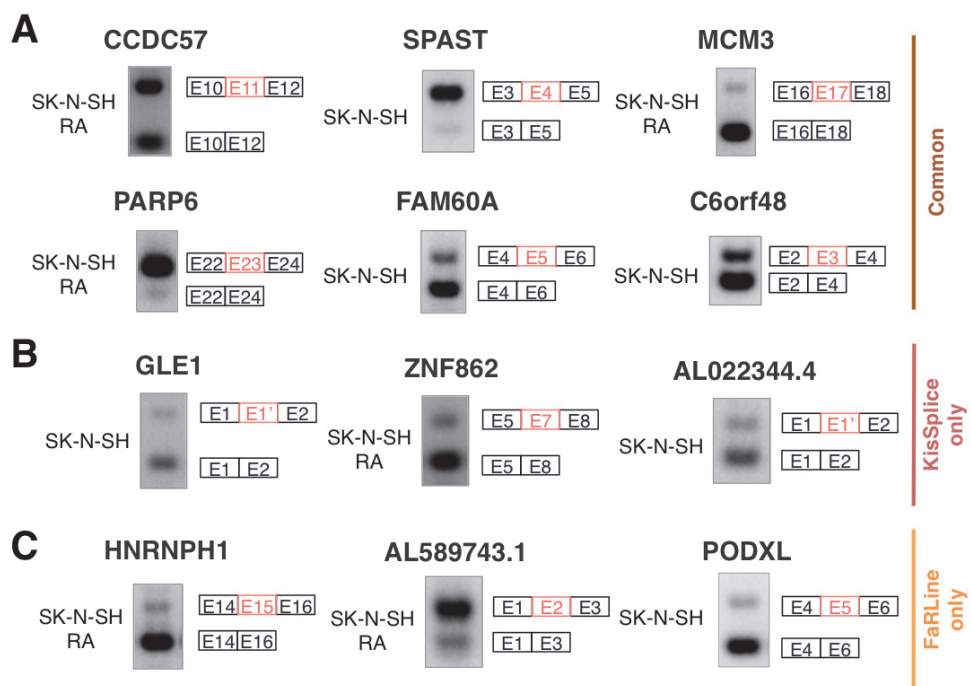 A
CCDC57
SPAST
MCM3
SK-N-SH
RA
E10 E11 E12
E10 E12
SK-N-SH
E3 E4 E5
E3 E5
SK-N-SH
RA
E16 E17 E18
E16 E18
PARP6
FAM60A
C6orf48
SK-N-SH
RA
E22 E23 E24
E22 E24
SK-N-SH
E4 E5 E6
E4 E6
SK-N-SH
E2 E3 E4
E2 E4
Common
B
GLE1
ZNF862
AL022344.4
SK-N-SH
E1 E1' E2
E1 E2
SK-N-SH
RA
E5 E7 E8
E5 E8
SK-N-SH
E1 E1' E2
E1 E2
KisSplice
only
C
HNRNPH1
AL589743.1
PODXL
SK-N-SH
RA
E14 E15 E16
E14 E16
SK-N-SH
RA
E1 E2 E3
E1 E3
SK-N-SH
E4 E5 E6
E4 E6
FaRLine
only